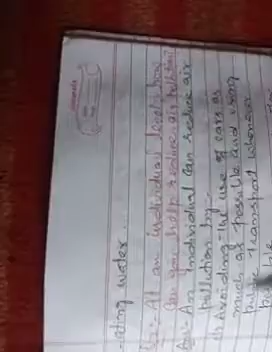 -ating water.
Q:- At an individual level, how
can you help reduce air pollution?
Ans- An individual can reduce air
pollution by:-
(i) Avoiding the use of cars as
much as possible and using
public transport whenever